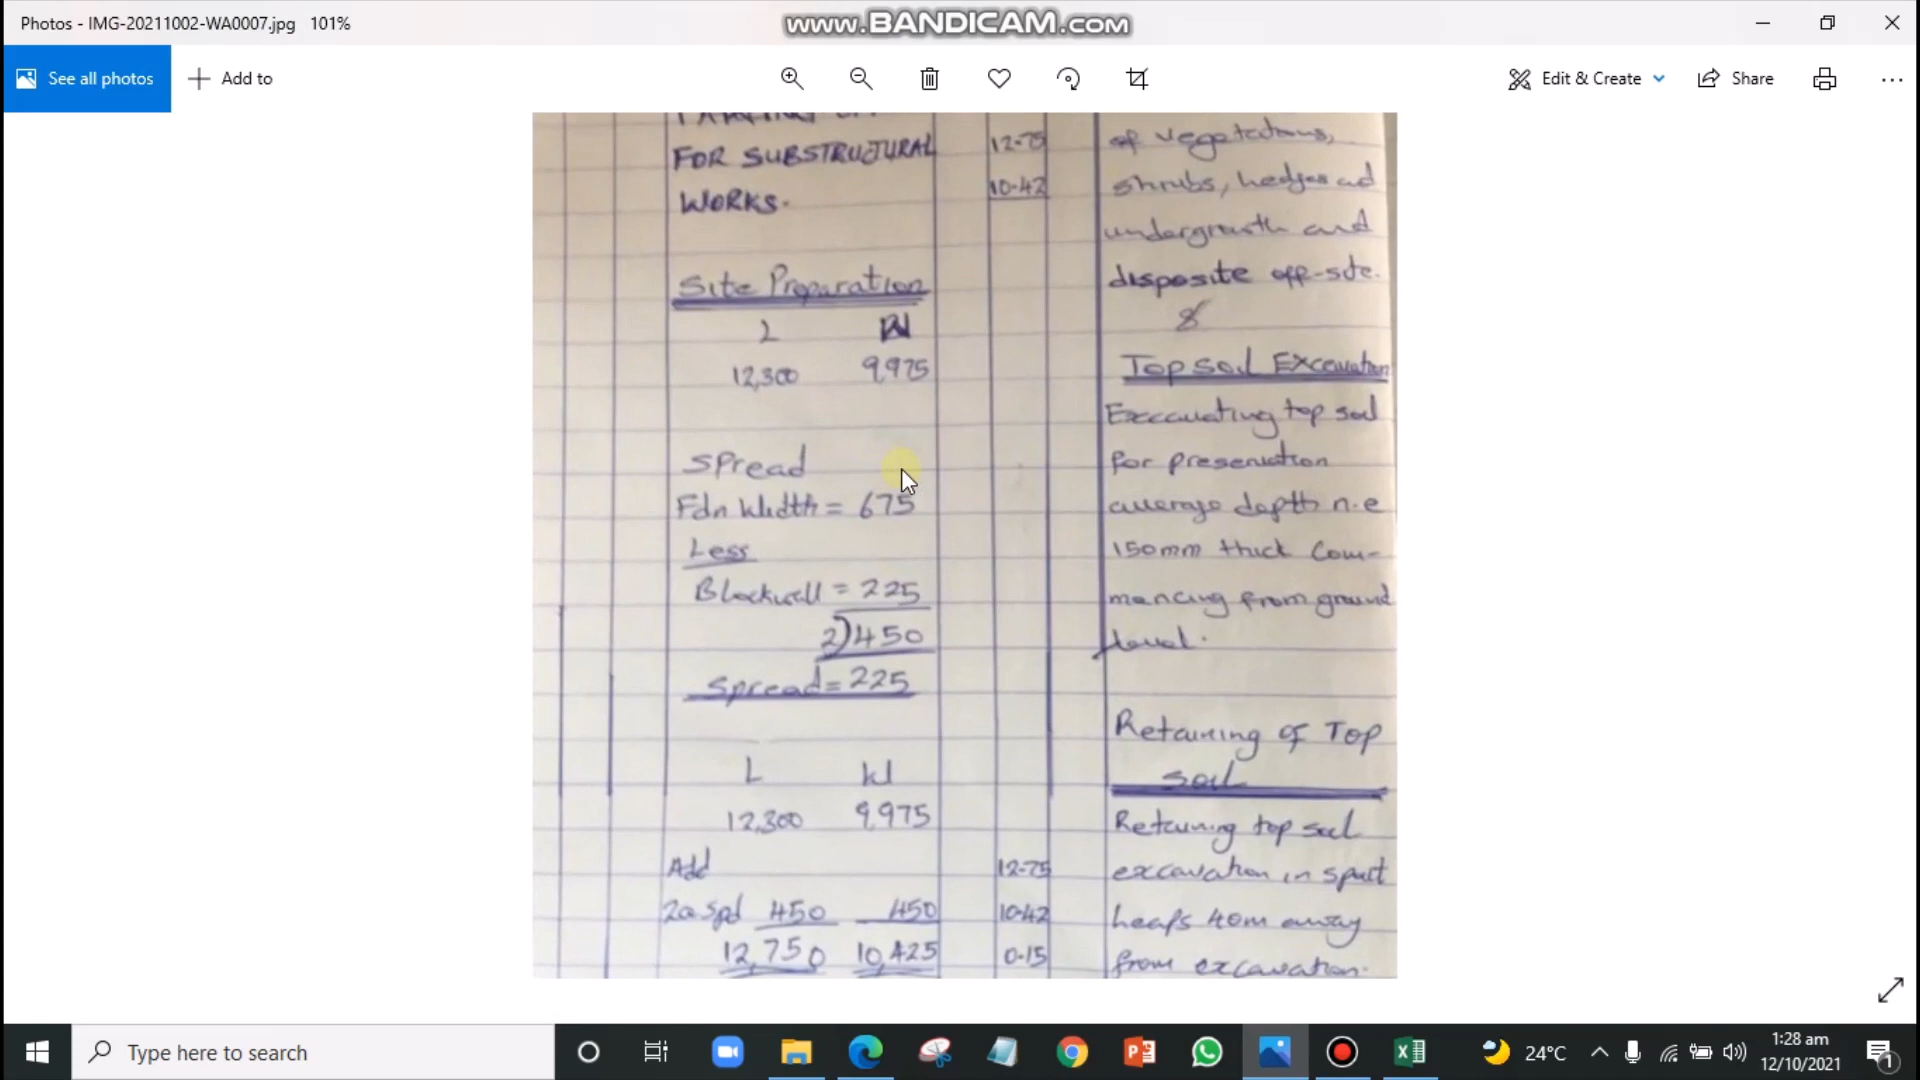 Photos - IMG-20211002-WA0007.jpg 101%
www.BANDICAM.com
See all photos
Add to
Edit & Create
Share
FOR SUBSTRUCTURAL
WORKS.
Site Preparation
L W
12,300 9,975
Spread
Fdn Width = 675
Less
Blockwall = 225
2)450
Spread = 225
L W
12,300 9,975
Add
2a Spd 450 450
12,750 10,425
12.75
10.42
12.75
10.42
0.15
of vegetations,
shrubs, hedges ad
undergrowth and
disposite off-site.
&
Top soil Excavation
Excavating top soil
for preservation
average depth n.e
150mm thick Com-
mencing from ground
level.
Retaining of Top
soil
Retaining top soil
excavation in spoit
heaps 40m away
from excavation.
Type here to search
24°C
1:28 am
12/10/2021
1